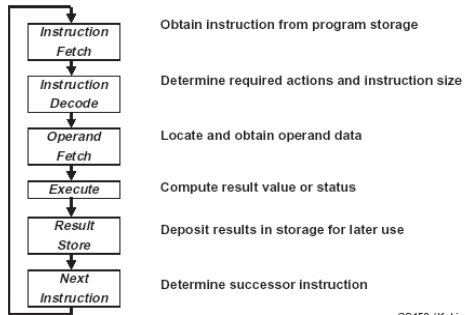 Instruction
Fetch
Obtain instruction from program storage
Instruction
Decode
Determine required actions and instruction size
Operand
Fetch
Locate and obtain operand data
Execute
Compute result value or status
Result
Store
Deposit results in storage for later use
Next
Instruction
Determine successor instruction